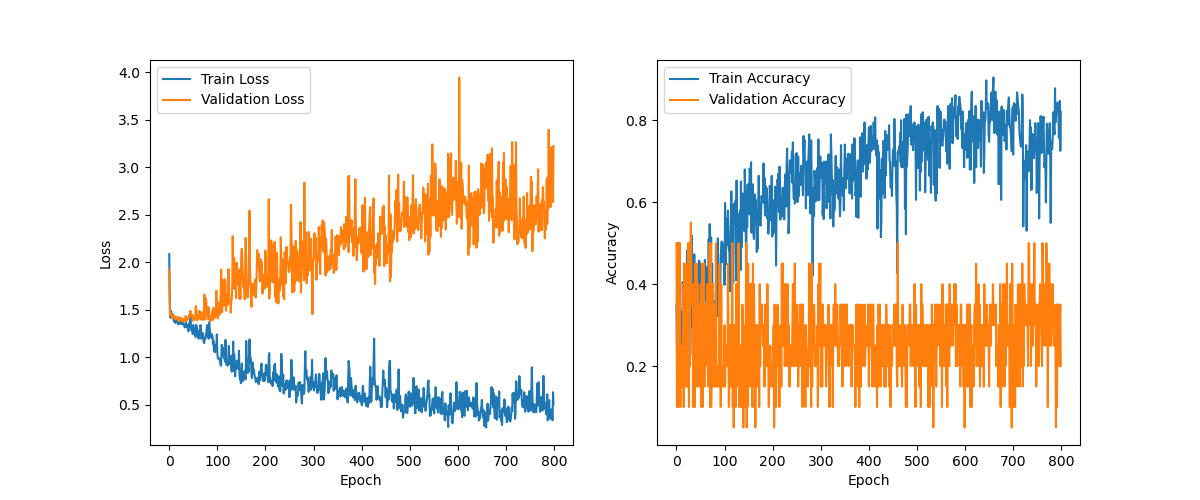 Train Loss
Validation Loss
4.0
3.5
3.0
2.5
2.0
1.5
1.0
0.5
Loss
0 100 200 300 400 500 600 700 800
Epoch
Train Accuracy
Validation Accuracy
0.8
0.6
0.4
0.2
Accuracy
0 100 200 300 400 500 600 700 800
Epoch